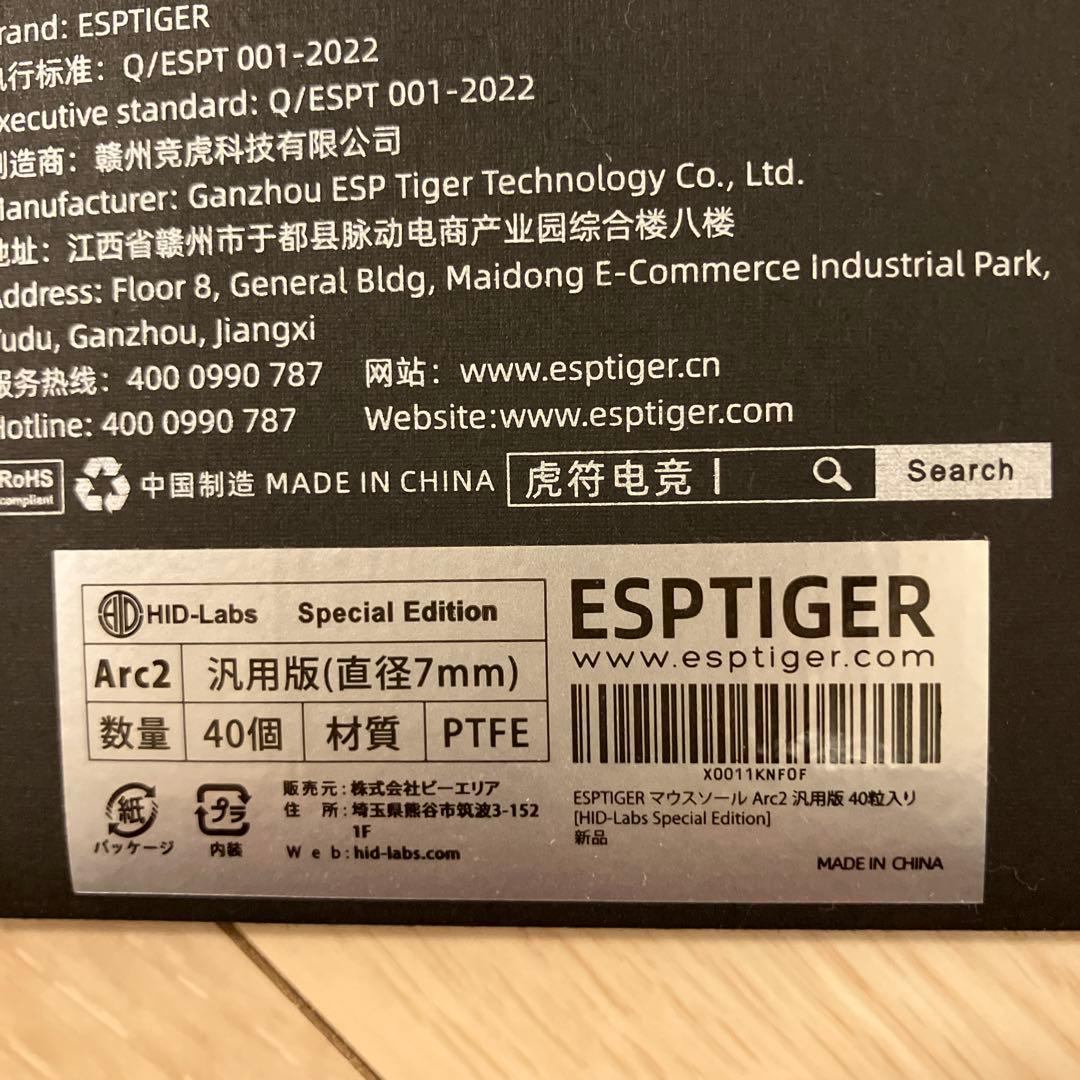 rand: ESPTIGER
执行标准：Q/ESPT 001-2022
xecutive standard: Q/ESPT 001-2022
制造商：赣州竞虎科技有限公司
Manufacturer: Ganzhou ESP Tiger Technology Co., Ltd.
地址：江西省赣州市于都县脉动电商产业园综合楼八楼
Address: Floor 8, General Bldg, Maidong E-Commerce Industrial Park,
Yudu, Ganzhou, Jiangxi
服务热线：400 0990 787 网站：www.esptiger.cn
Hotline: 400 0990 787 Website:www.esptiger.com
RoHS
compliant
中国制造 MADE IN CHINA 虎符电竞 Search
HID HID-Labs Special Edition
Arc2 汎用版(直径7mm)
数量 40個 材質 PTFE
ESPTIGER
www.esptiger.com
X0011KNFOF
ESPTIGER マウスソール Arc2 汎用版 40粒入り
[HID-Labs Special Edition]
新品
MADE IN CHINA
紙
パッケージ
プラ
内装
販売元：株式会社ビーエリア
住 所：埼玉県熊谷市筑波3-152
1F
Web：hid-labs.com